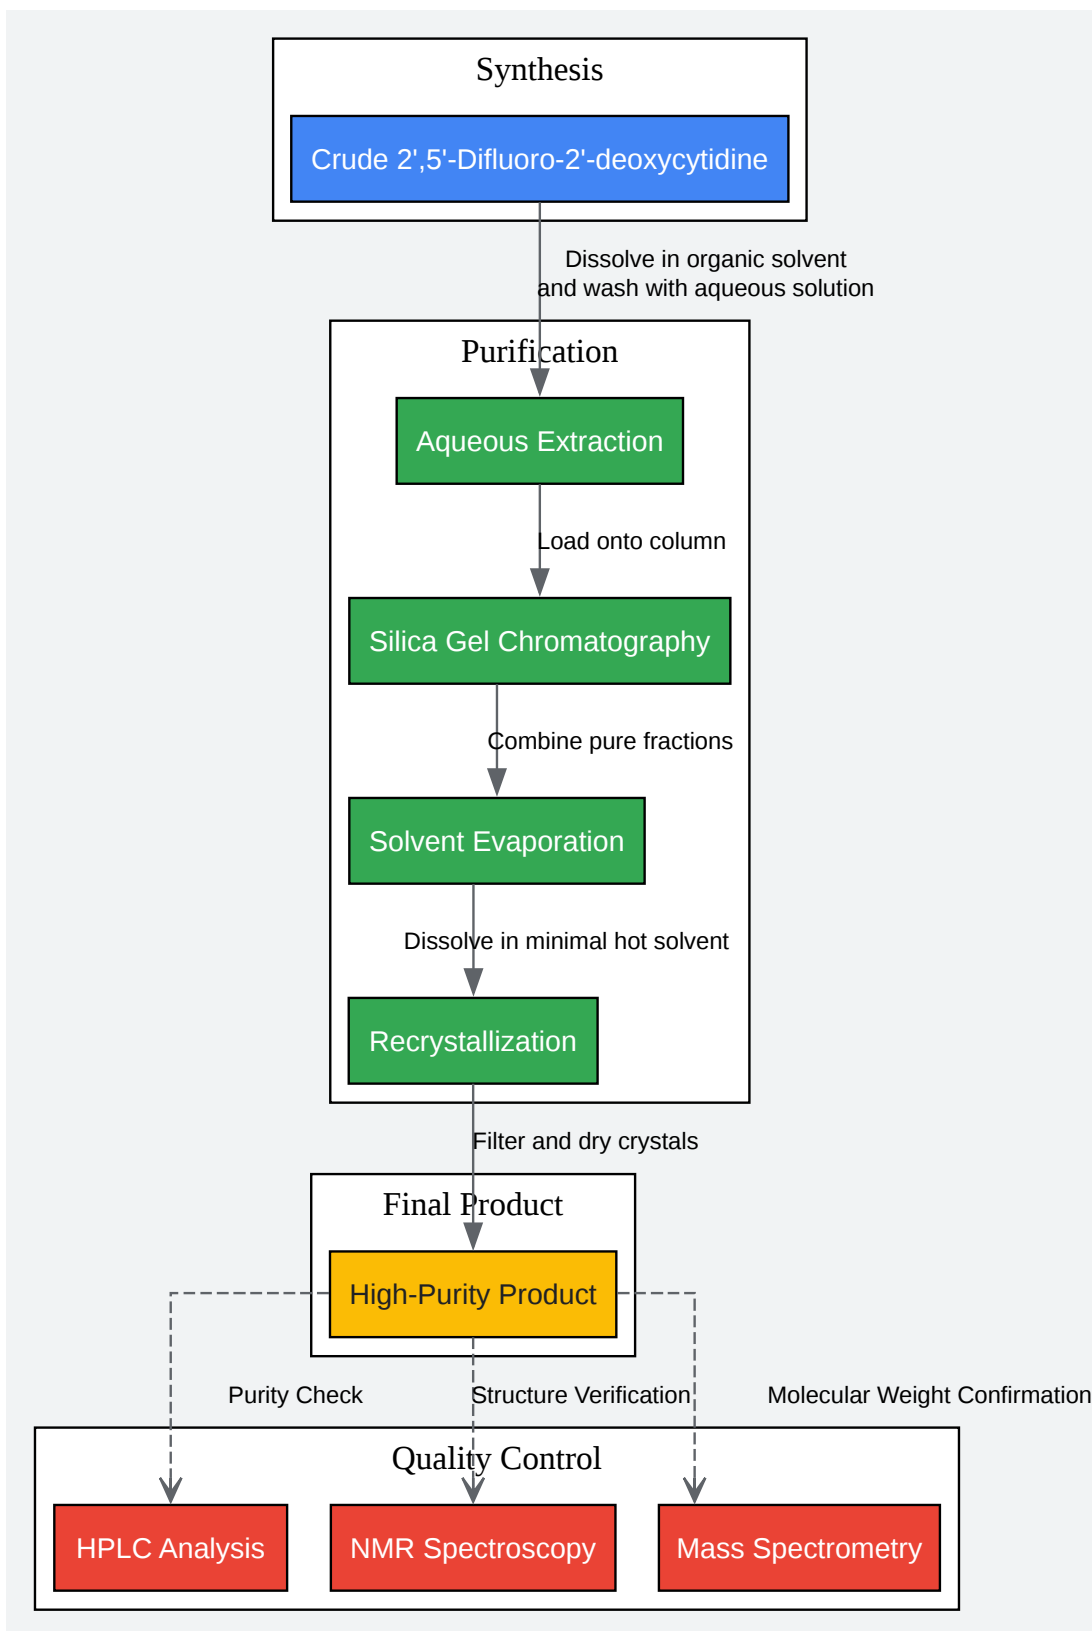 Synthesis
Crude 2',5'-Difluoro-2'-deoxycytidine
Dissolve in organic solvent
and wash with aqueous solution
Purification
Aqueous Extraction
Load onto column
Silica Gel Chromatography
Combine pure fractions
Solvent Evaporation
Dissolve in minimal hot solvent
Recrystallization
Filter and dry crystals
Final Product
High-Purity Product
Purity Check
Structure Verification
Molecular Weight Confirmation
Quality Control
HPLC Analysis
NMR Spectroscopy
Mass Spectrometry